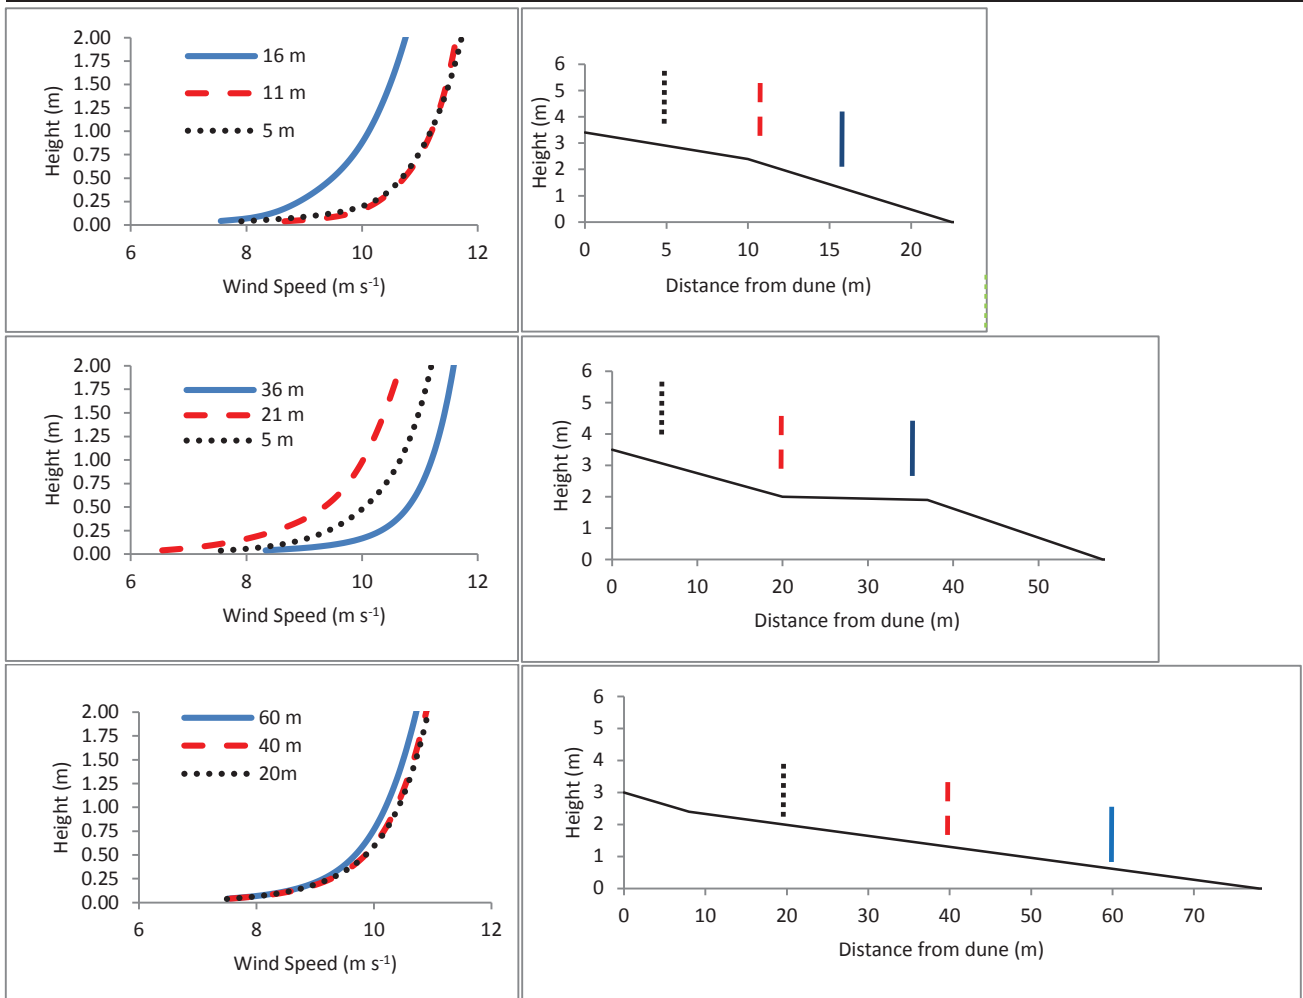 2.00
1.75
1.50
1.25
1.00
0.75
0.50
0.25
0.00
Height (m)
16 m
11 m
5 m
6 8 10 12
Wind Speed (m s-1)
6
5
4
3
2
1
0
Height (m)
0 5 10 15 20
Distance from dune (m)
2.00
1.75
1.50
1.25
1.00
0.75
0.50
0.25
0.00
Height (m)
36 m
21 m
5 m
6 8 10 12
Wind Speed (m s-1)
6
5
4
3
2
1
0
Height (m)
0 10 20 30 40 50
Distance from dune (m)
2.00
1.75
1.50
1.25
1.00
0.75
0.50
0.25
0.00
Height (m)
60 m
40 m
20m
6 8 10 12
Wind Speed (m s-1)
6
5
4
3
2
1
0
Height (m)
0 10 20 30 40 50 60 70
Distance from dune (m)